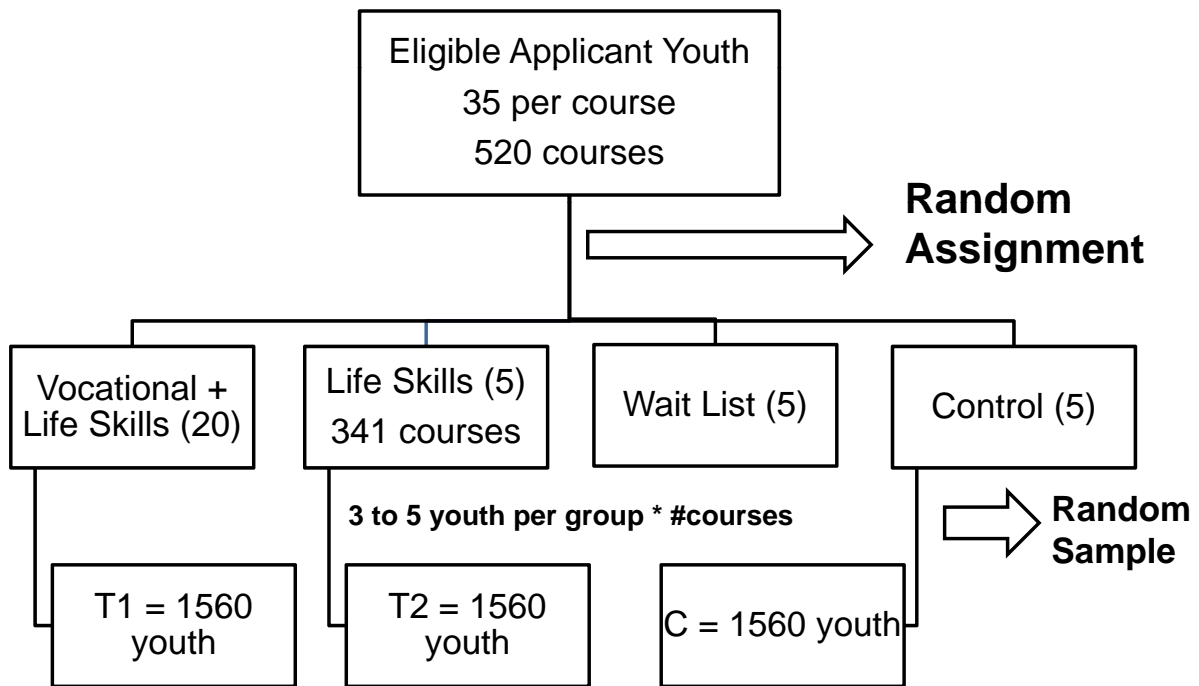 Eligible Applicant Youth
35 per course
520 courses
Random
Assignment
Vocational +
Life Skills (20)
Life Skills (5)
341 courses
Wait List (5)
Control (5)
3 to 5 youth per group * #courses
Random
Sample
T1 = 1560
youth
T2 = 1560
youth
C = 1560 youth